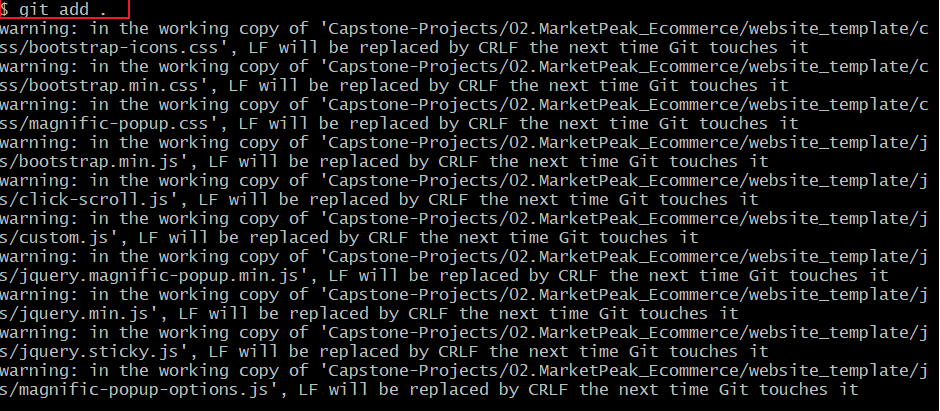 $ git add .
warning: in the working copy of 'Capstone-Projects/02.MarketPeak_Ecommerce/website_template/c
ss/bootstrap-icons.css', LF will be replaced by CRLF the next time Git touches it
warning: in the working copy of 'Capstone-Projects/02.MarketPeak_Ecommerce/website_template/c
ss/bootstrap.min.css', LF will be replaced by CRLF the next time Git touches it
warning: in the working copy of 'Capstone-Projects/02.MarketPeak_Ecommerce/website_template/c
ss/magnific-popup.css', LF will be replaced by CRLF the next time Git touches it
warning: in the working copy of 'Capstone-Projects/02.MarketPeak_Ecommerce/website_template/j
s/bootstrap.min.js', LF will be replaced by CRLF the next time Git touches it
warning: in the working copy of 'Capstone-Projects/02.MarketPeak_Ecommerce/website_template/j
s/click-scroll.js', LF will be replaced by CRLF the next time Git touches it
warning: in the working copy of 'Capstone-Projects/02.MarketPeak_Ecommerce/website_template/j
s/custom.js', LF will be replaced by CRLF the next time Git touches it
warning: in the working copy of 'Capstone-Projects/02.MarketPeak_Ecommerce/website_template/j
s/jquery.magnific-popup.min.js', LF will be replaced by CRLF the next time Git touches it
warning: in the working copy of 'Capstone-Projects/02.MarketPeak_Ecommerce/website_template/j
s/jquery.min.js', LF will be replaced by CRLF the next time Git touches it
warning: in the working copy of 'Capstone-Projects/02.MarketPeak_Ecommerce/website_template/j
s/jquery.sticky.js', LF will be replaced by CRLF the next time Git touches it
warning: in the working copy of 'Capstone-Projects/02.MarketPeak_Ecommerce/website_template/j
s/magnific-popup-options.js', LF will be replaced by CRLF the next time Git touches it